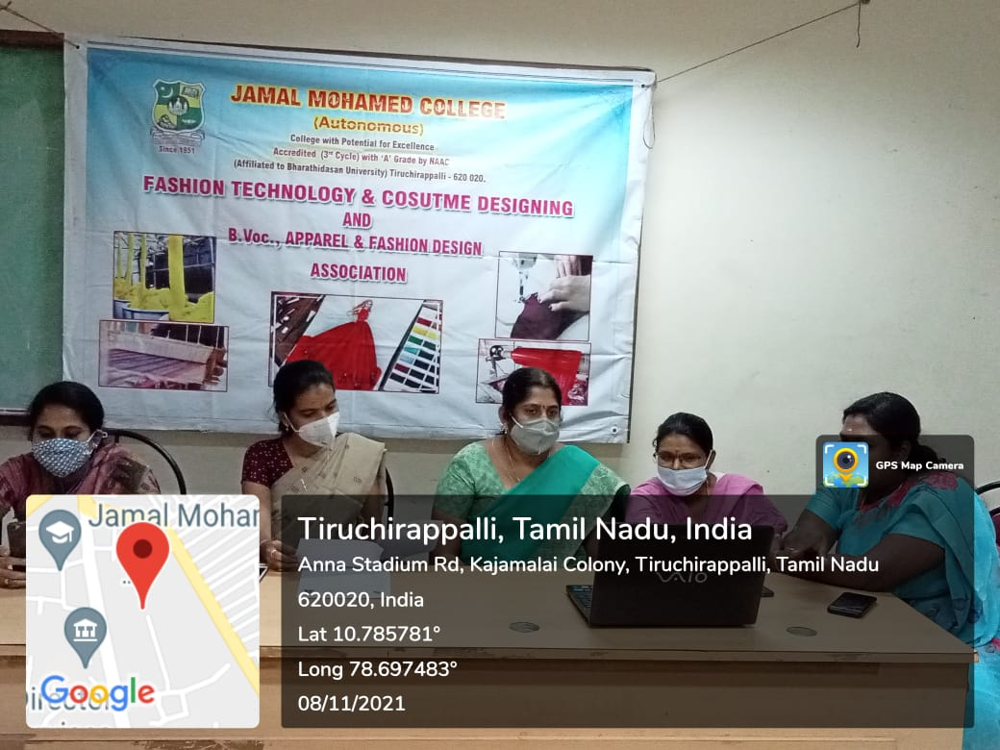 JAMAL MOHAMED COLLEGE
(Autonomous)
College with Potential for Excellence
Accredited (3rd Cycle) with 'A' Grade by NAAC
(Affiliated to Bharathidasan University) Tiruchirappalli - 620 020.
Since 1951
FASHION TECHNOLOGY & COSUTME DESIGNING
AND
B.Voc., APPAREL & FASHION DESIGN
ASSOCIATION
GPS Map Camera
Jamal Mohar
Google
Tiruchirappalli, Tamil Nadu, India
Anna Stadium Rd, Kajamalai Colony, Tiruchirappalli, Tamil Nadu
620020, India
Lat 10.785781°
Long 78.697483°
08/11/2021
VAIO